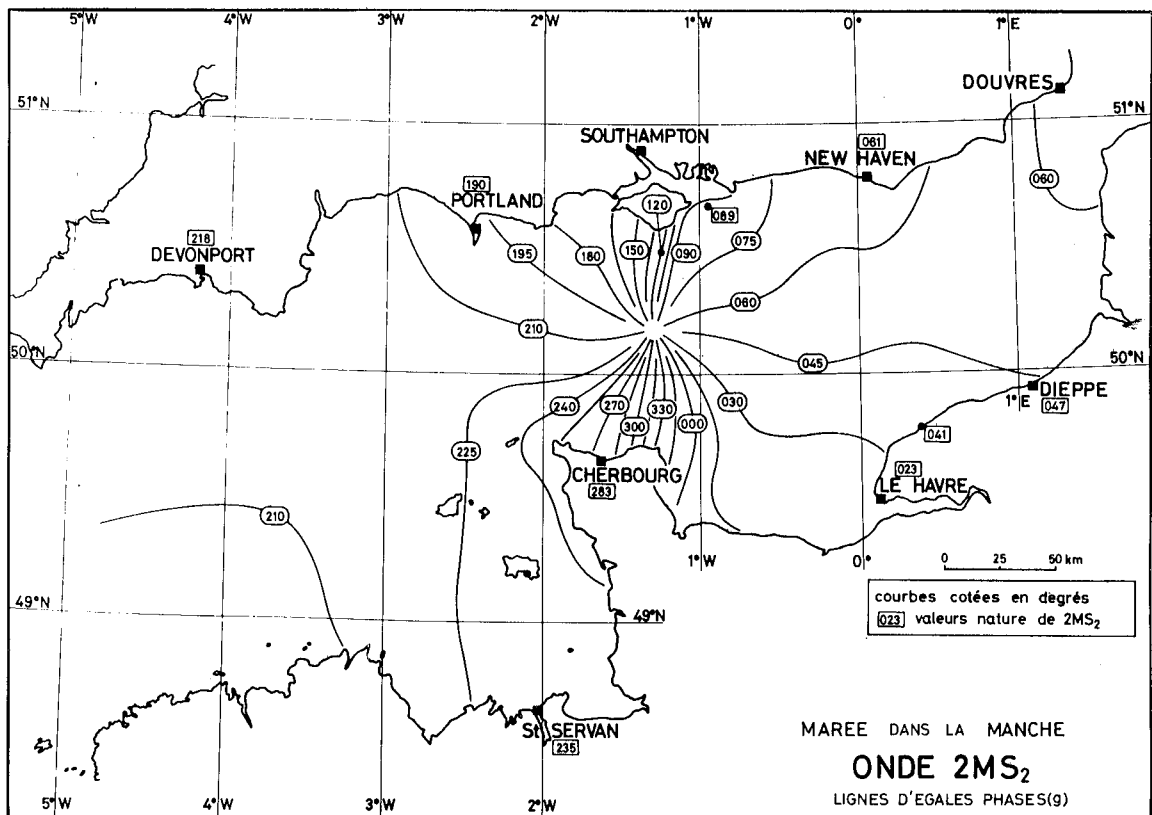 5°W 4°W 3°W 2°W 1°W 0° 1°E
DOUVRES
51°N 51°N
SOUTHAMPTON
061
NEW HAVEN
060
190
PORTLAND
120
089
218
DEVONPORT
195 180 150 090 075
060
210
50°N 50°N
045
DIEPPE
1°E 047
240 270 330 030
300 000
041
225
CHERBOURG
283
023
LE HAVRE
210
1°W 0°
0 25 50 km
courbes cotées en degrés
023 valeurs nature de 2MS₂
49°N 49°N
St SERVAN
235
MAREE DANS LA MANCHE
ONDE 2MS₂
LIGNES D'EGALES PHASES(g)
5°W 4°W 3°W 2°W